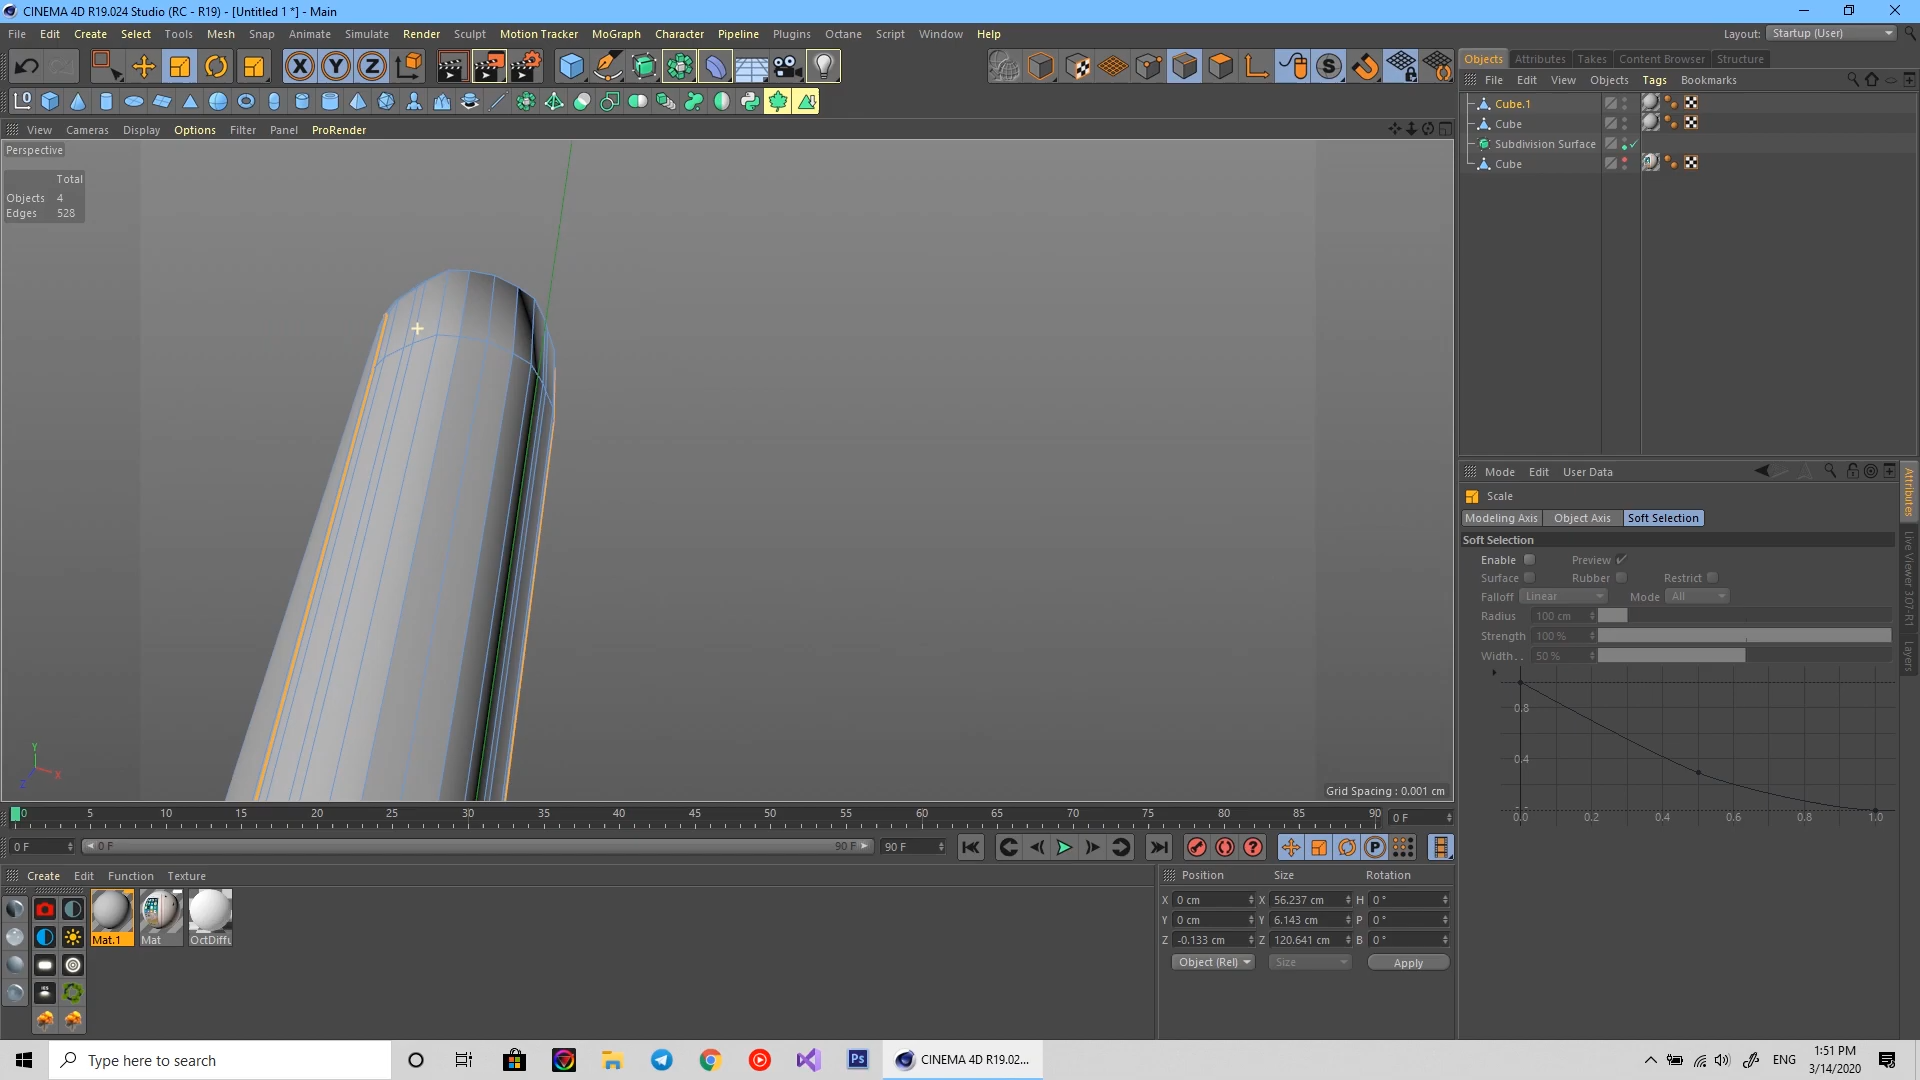 CINEMA 4D R19.024 Studio (RC - R19) - [Untitled 1 *] - Main
File Edit Create Select Tools Mesh Snap Animate Simulate Render Sculpt Motion Tracker MoGraph Character Pipeline Plugins Octane Script Window Help
Layout: Startup (User)
Objects Attributes Takes Content Browser Structure
File Edit View Objects Tags Bookmarks
Cube.1
Cube
Subdivision Surface
Cube
View Cameras Display Options Filter Panel ProRender
Perspective
Total
Objects 4
Edges 528
Y
X
Z
Grid Spacing : 0.001 cm
Mode Edit User Data
Scale
Modeling Axis Object Axis Soft Selection
Soft Selection
Enable Preview
Surface Rubber Restrict
Falloff Linear Mode All
Radius 100 cm
Strength 100 %
Width . . 50 %
0.8
0.4
0.0 0.2 0.4 0.6 0.8 1.0
Attributes
Live Viewer 3.07-R1
Layers
0 5 10 15 20 25 30 35 40 45 50 55 60 65 70 75 80 85 90 0 F
0 F 0 F 90 F 90 F
Create Edit Function Texture
Mat.1 Mat OctDiffu
Position Size Rotation
X 0 cm X 56.237 cm H 0 °
Y 0 cm Y 6.143 cm P 0 °
Z -0.133 cm Z 120.641 cm B 0 °
Object (Rel) Size Apply
Type here to search
Ps
CINEMA 4D R19.02...
ENG
1:51 PM
3/14/2020